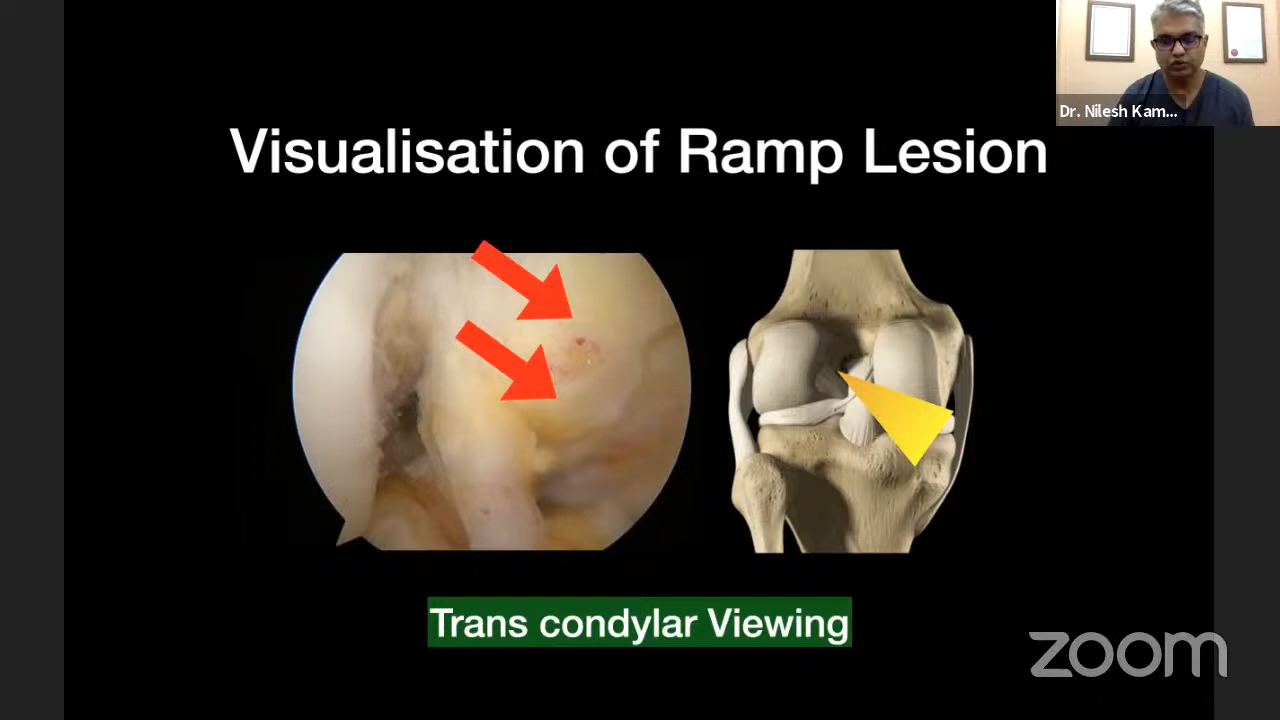 Dr. Nilesh Kam...
Visualisation of Ramp Lesion
Trans condylar Viewing
zoom